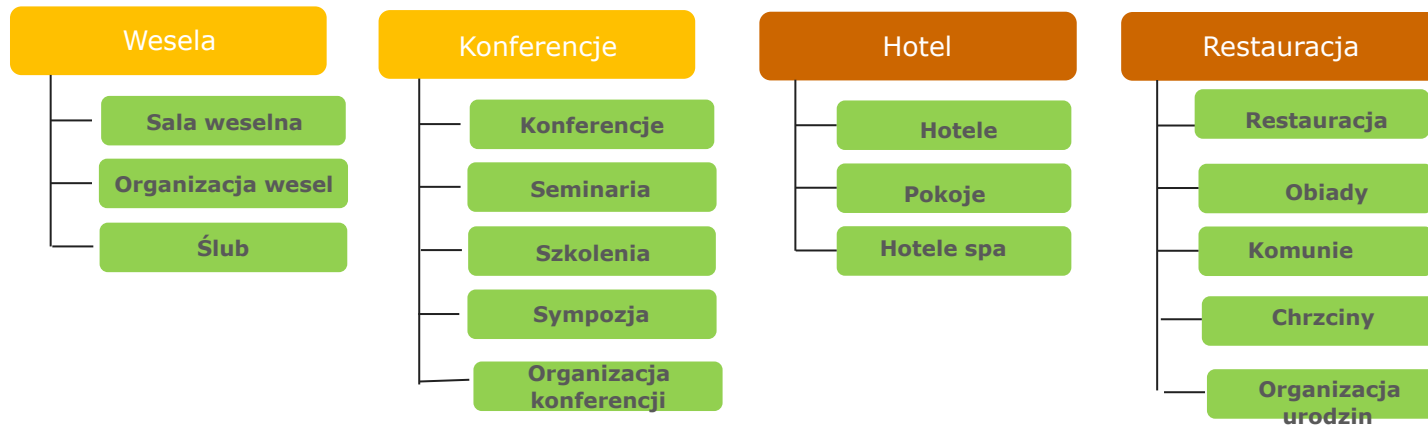 Wesela
Sala weselna
Organizacja wesel
Ślub
Konferencje
Konferencje
Seminaria
Szkolenia
Sympozja
Organizacja
konferencji
Hotel
Hotele
Pokoje
Hotele spa
Restauracja
Restauracja
Obiady
Komunie
Chrzciny
Organizacja
urodzin